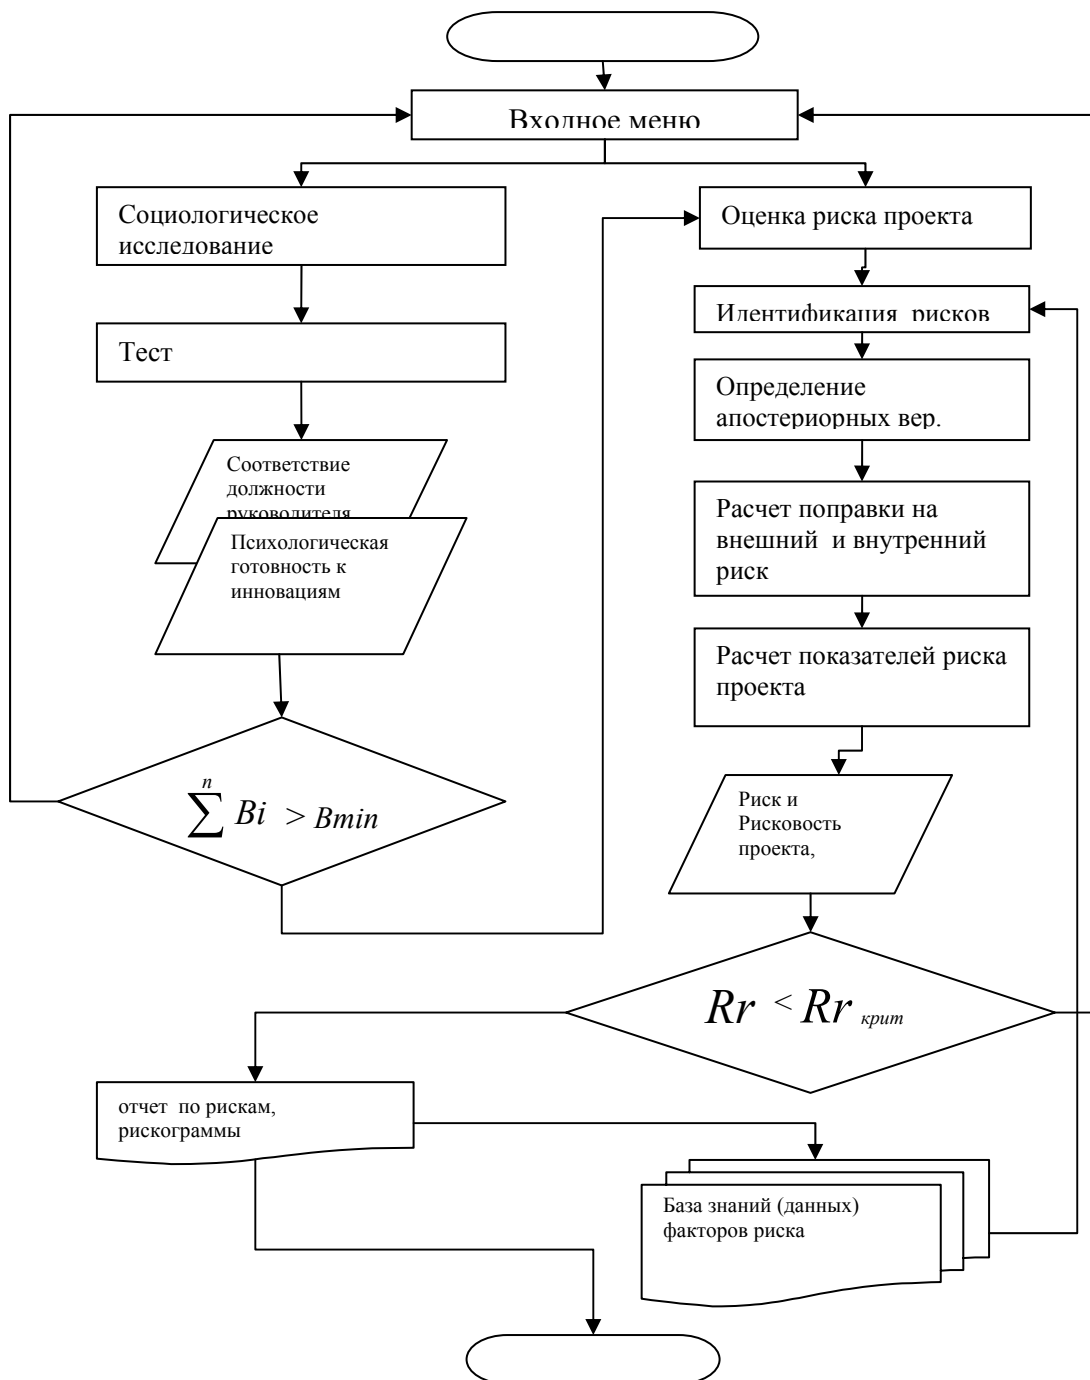 Входное меню
Социологическое
исследование
Тест
Соответствие
должности
руководителя
Психологическая
готовность к
инновациям
n
∑ Bi > Bmin
Оценка риска проекта
Идентификация рисков
Определение
апостериорных вер.
Расчет поправки на
внешний и внутренний
риск
Расчет показателей риска
проекта
Риск и
Рисковость
проекта,
Rr < Rr крит
отчет по рискам,
рискограммы
База знаний (данных)
факторов риска